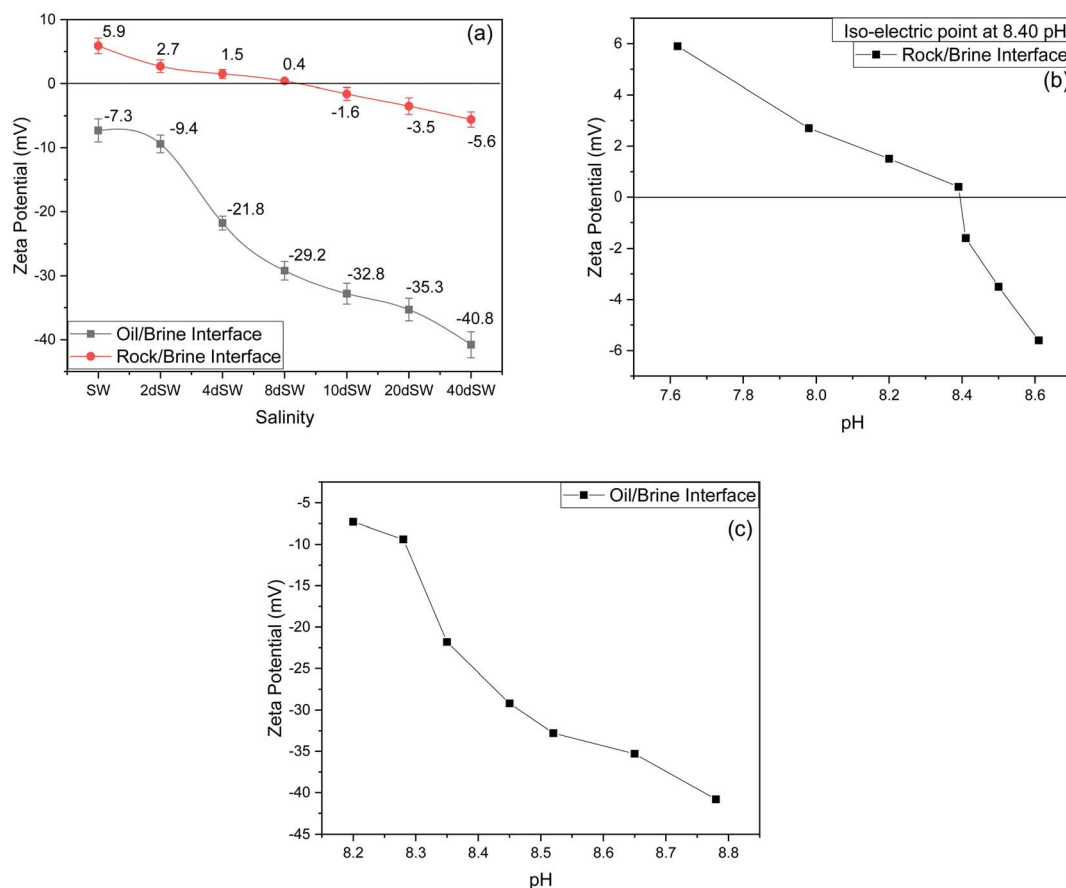 (a)
10
0
-10
-20
-30
-40
Zeta Potential (mV)
5.9
2.7
1.5
0.4
-1.6
-3.5
-5.6
-7.3
-9.4
-21.8
-29.2
-32.8
-35.3
-40.8
Oil/Brine Interface
Rock/Brine Interface
SW 2dSW 4dSW 8dSW 10dSW 20dSW 40dSW
Salinity
Iso-electric point at 8.40 pH
Rock/Brine Interface
(b)
6
4
2
0
-2
-4
-6
Zeta Potential (mV)
7.6 7.8 8.0 8.2 8.4 8.6
pH
Oil/Brine Interface
(c)
-5
-10
-15
-20
-25
-30
-35
-40
-45
Zeta Potential (mV)
8.2 8.3 8.4 8.5 8.6 8.7 8.8
pH